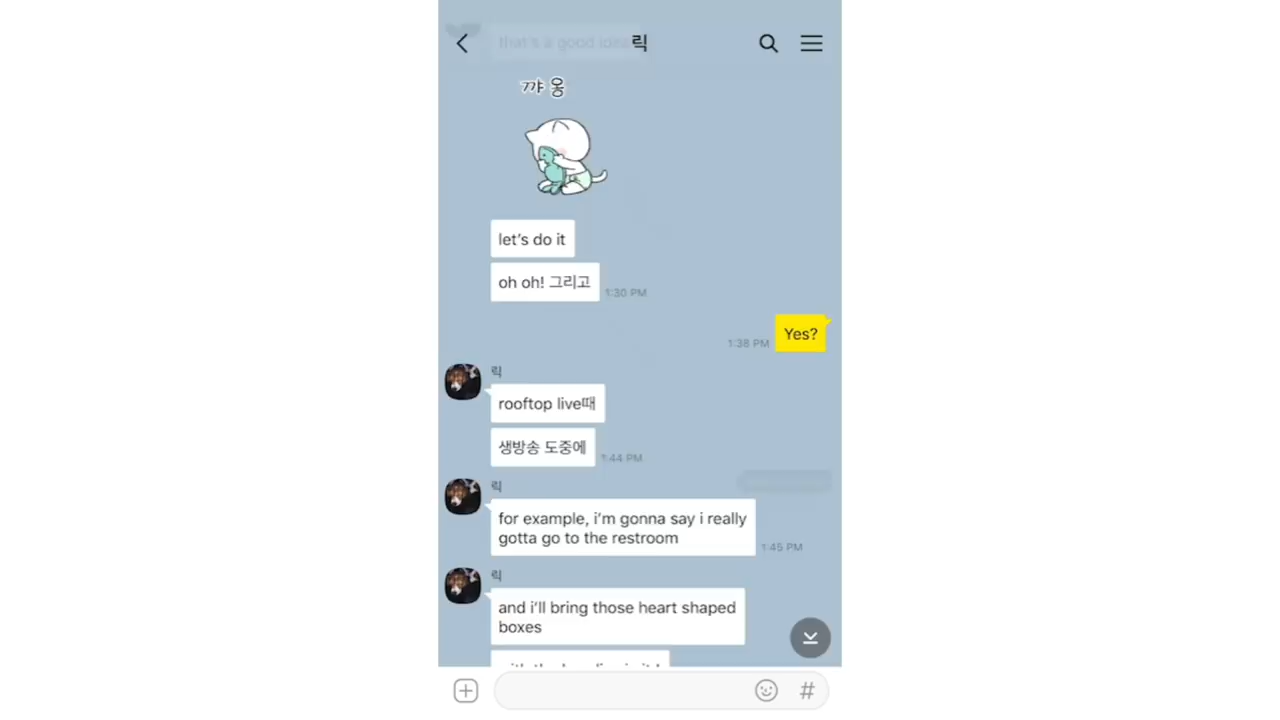 릭
꺄 옹
let's do it
oh oh! 그리고
1:30 PM
Yes?
1:38 PM
릭
rooftop live때
생방송 도중에
1:44 PM
릭
for example, i'm gonna say i really
gotta go to the restroom
1:45 PM
릭
and i'll bring those heart shaped
boxes
#